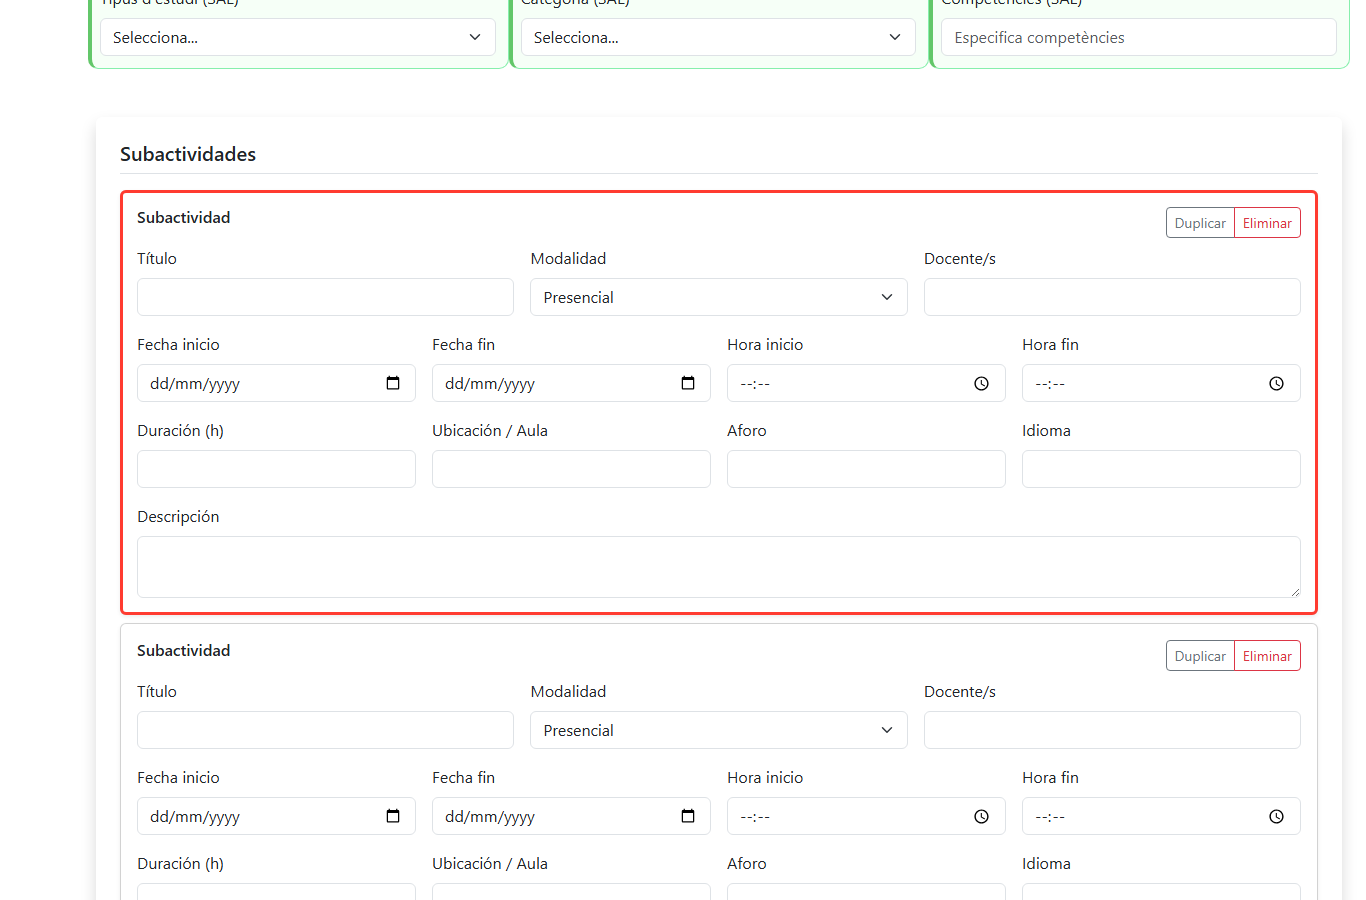 Tipus d'estudi (SAE) Categoria (SAE) Competències (SAE)
Selecciona... Selecciona... Especifica competències
Subactividades
Subactividad Duplicar Eliminar
Título Modalidad Docente/s
Presencial
Fecha inicio Fecha fin Hora inicio Hora fin
dd/mm/yyyy dd/mm/yyyy --:-- --:--
Duración (h) Ubicación / Aula Aforo Idioma
Descripción
Subactividad Duplicar Eliminar
Título Modalidad Docente/s
Presencial
Fecha inicio Fecha fin Hora inicio Hora fin
dd/mm/yyyy dd/mm/yyyy --:-- --:--
Duración (h) Ubicación / Aula Aforo Idioma